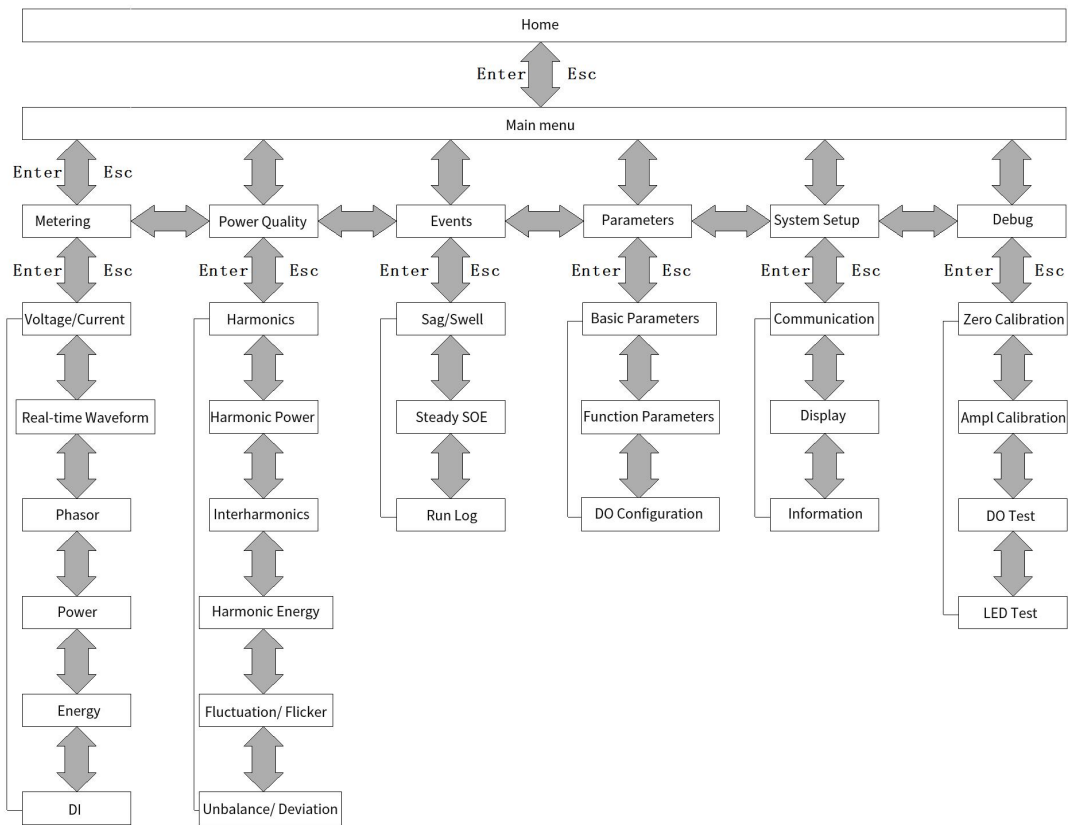 Home
Enter Esc
Main menu
Enter Esc
Metering Power Quality Events Parameters System Setup Debug
Enter Esc Enter Esc Enter Esc Enter Esc Enter Esc Enter Esc
Voltage/Current Harmonics Sag/Swell Basic Parameters Communication Zero Calibration
Real-time Waveform Harmonic Power Steady SOE Function Parameters Display Ampl Calibration
Phasor Interharmonics Run Log DO Configuration Information DO Test
Power Harmonic Energy LED Test
Energy Fluctuation/ Flicker
DI Unbalance/ Deviation